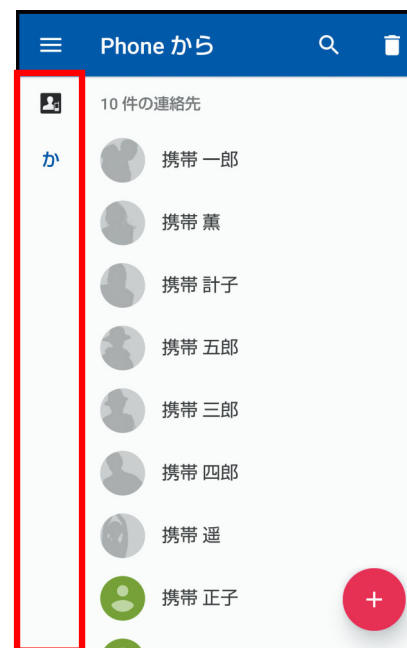 Phone から
10 件の連絡先
か
携帯 一郎
携帯 薫
携帯 計子
携帯 五郎
携帯 三郎
携帯 四郎
携帯 遥
携帯 正子